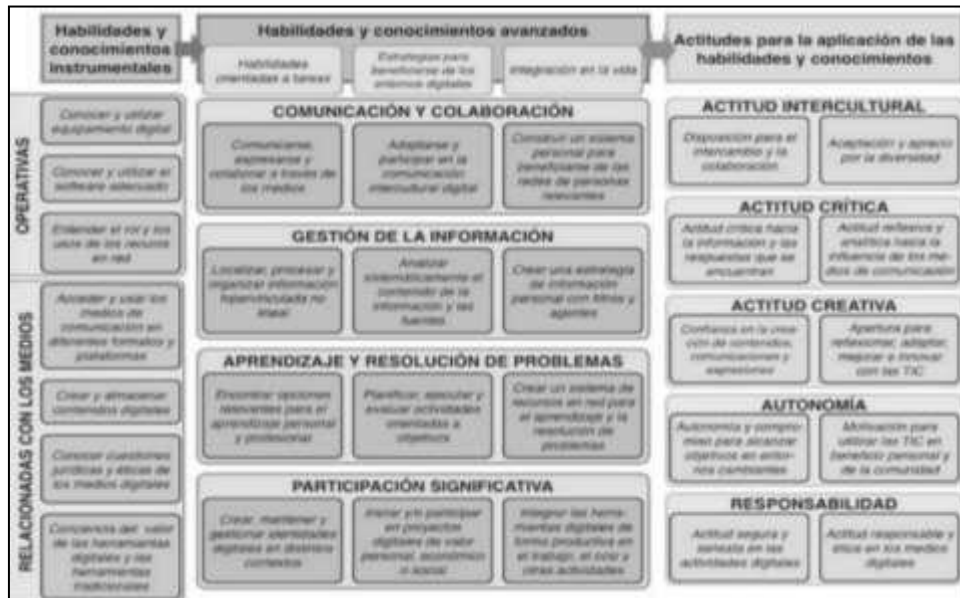 Habilidades y
conocimientos
instrumentales
Habilidades y conocimientos avanzados
Habilidades
orientadas a tareas
Estrategias para
beneficiarse de los
entornos digitales
Integración en la vida
Actitudes para la aplicación de las
habilidades y conocimientos
OPERATIVAS
Conocer y utilizar
equipamiento digital
Conocer y utilizar el
software adecuado
Entender el rol y los
usos de los recursos
en red
RELACIONADAS CON LOS MEDIOS
Acceder y usar los
medios de
comunicación en
diferentes formatos y
plataformas
Crear y almacenar
contenidos digitales
Conocer cuestiones
jurídicas y éticas de
los medios digitales
Conciencia del valor
de las herramientas
digitales y las
herramientas
tradicionales
COMUNICACIÓN Y COLABORACIÓN
Comunicarse,
expresarse y
colaborar a través de
los medios
Adaptarse y
participar en la
comunicación
intercultural digital
Construir un sistema
personal para
beneficiarse de las
redes de personas
relevantes
GESTIÓN DE LA INFORMACIÓN
Localizar, procesar y
organizar información
hipervinculada no
lineal
Analizar
sistemáticamente el
contenido de la
información y las
fuentes
Crear una estrategia
de información
personal con filtros y
agentes
APRENDIZAJE Y RESOLUCIÓN DE PROBLEMAS
Encontrar opciones
relevantes para el
aprendizaje personal
y profesional
Planificar, ejecutar y
evaluar actividades
orientadas a
objetivos
Crear un sistema de
recursos en red para
el aprendizaje y la
resolución de
problemas
PARTICIPACIÓN SIGNIFICATIVA
Crear, mantener y
gestionar identidades
digitales en distintos
contextos
Iniciar y/o participar
en proyectos
digitales de valor
personal, económico
o social
Integrar las herra-
mientas digitales de
forma productiva en
el trabajo, el ocio y
otras actividades
ACTITUD INTERCULTURAL
Disposición para el
intercambio y la
colaboración
Aceptación y aprecio
por la diversidad
ACTITUD CRÍTICA
Actitud crítica hacia
la información y las
respuestas que se
encuentran
Actitud reflexiva y
analítica hacia la
influencia de los me-
dios de comunicación
ACTITUD CREATIVA
Confianza en la crea-
ción de contenidos,
comunicaciones y
expresiones
Apertura para
reflexionar, adaptar,
mejorar o innovar
con las TIC
AUTONOMÍA
Autonomía y compro-
miso para alcanzar
objetivos en entor-
nos cambiantes
Motivación para
utilizar las TIC en
beneficio personal y
de la comunidad
RESPONSABILIDAD
Actitud segura y
sensata en las
actividades digitales
Actitud responsable y
ética en los medios
digitales